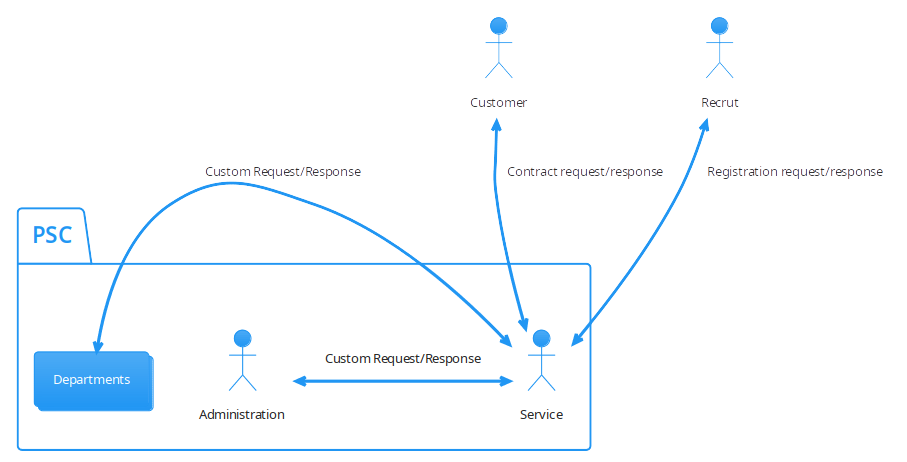 Customer
Recrut
Custom Request/Response
Contract request/response
Registration request/response
PSC
Departments
Custom Request/Response
Administration
Service